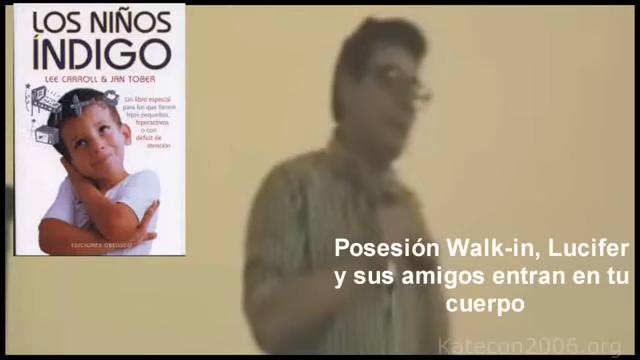 LOS NIÑOS
ÍNDIGO
LEE CARROLL & JAN TOBER
Un libro especial
para los que tienen
hijos pequeños,
hiperactivos
o con
déficit de
atención
EDICIONES OBELISCO
Posesión Walk-in, Lucifer
y sus amigos entran en tu
cuerpo
Katecon2006.org